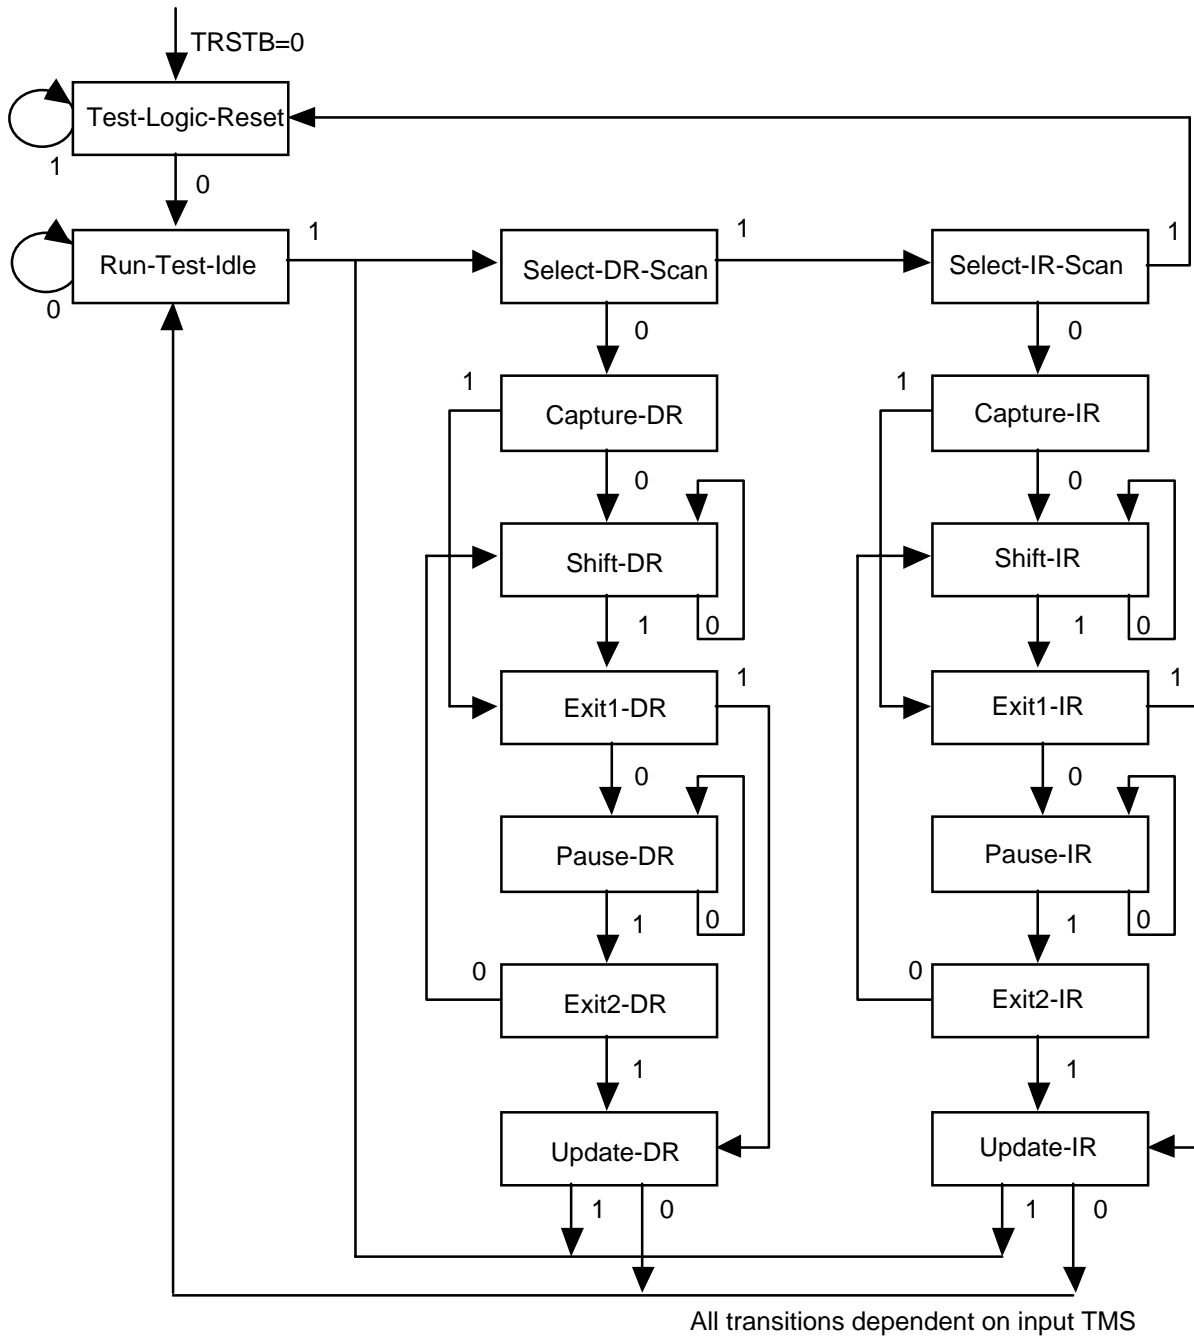 TRSTB=0
Test-Logic-Reset
1
0
Run-Test-Idle
0
1
Select-DR-Scan
1
Select-IR-Scan
1
0
0
1
Capture-DR
1
Capture-IR
0
0
Shift-DR
Shift-IR
1
0
1
0
Exit1-DR
1
Exit1-IR
1
0
0
Pause-DR
Pause-IR
1
0
1
0
0
Exit2-DR
0
Exit2-IR
1
1
Update-DR
Update-IR
1
0
1
0
All transitions dependent on input TMS